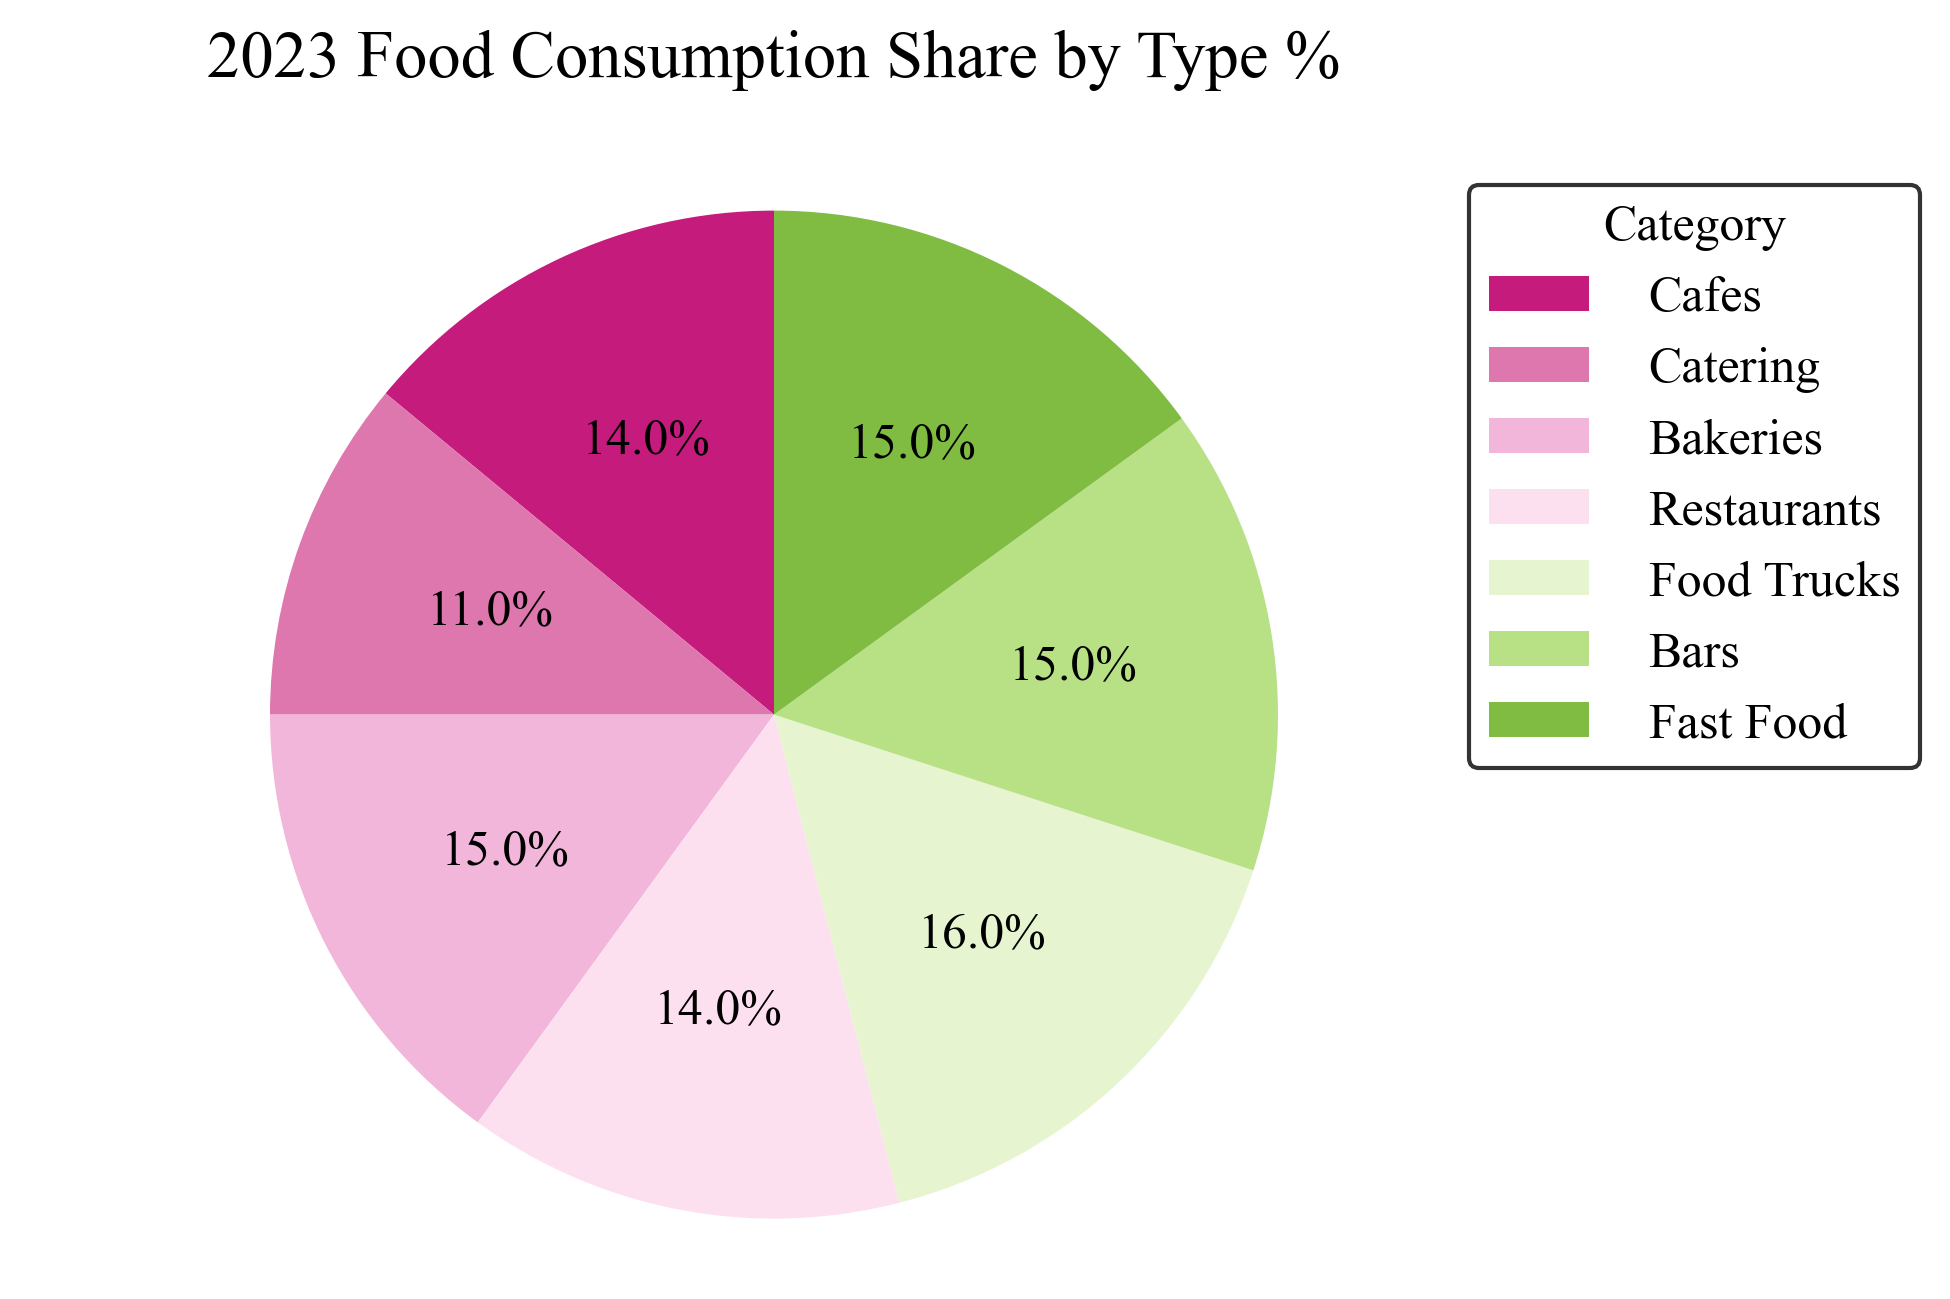 2023 Food Consumption Share by Type %
Category
Cafes
Catering
Bakeries
Restaurants
Food Trucks
Bars
Fast Food
14.0%
15.0%
11.0%
15.0%
15.0%
16.0%
14.0%